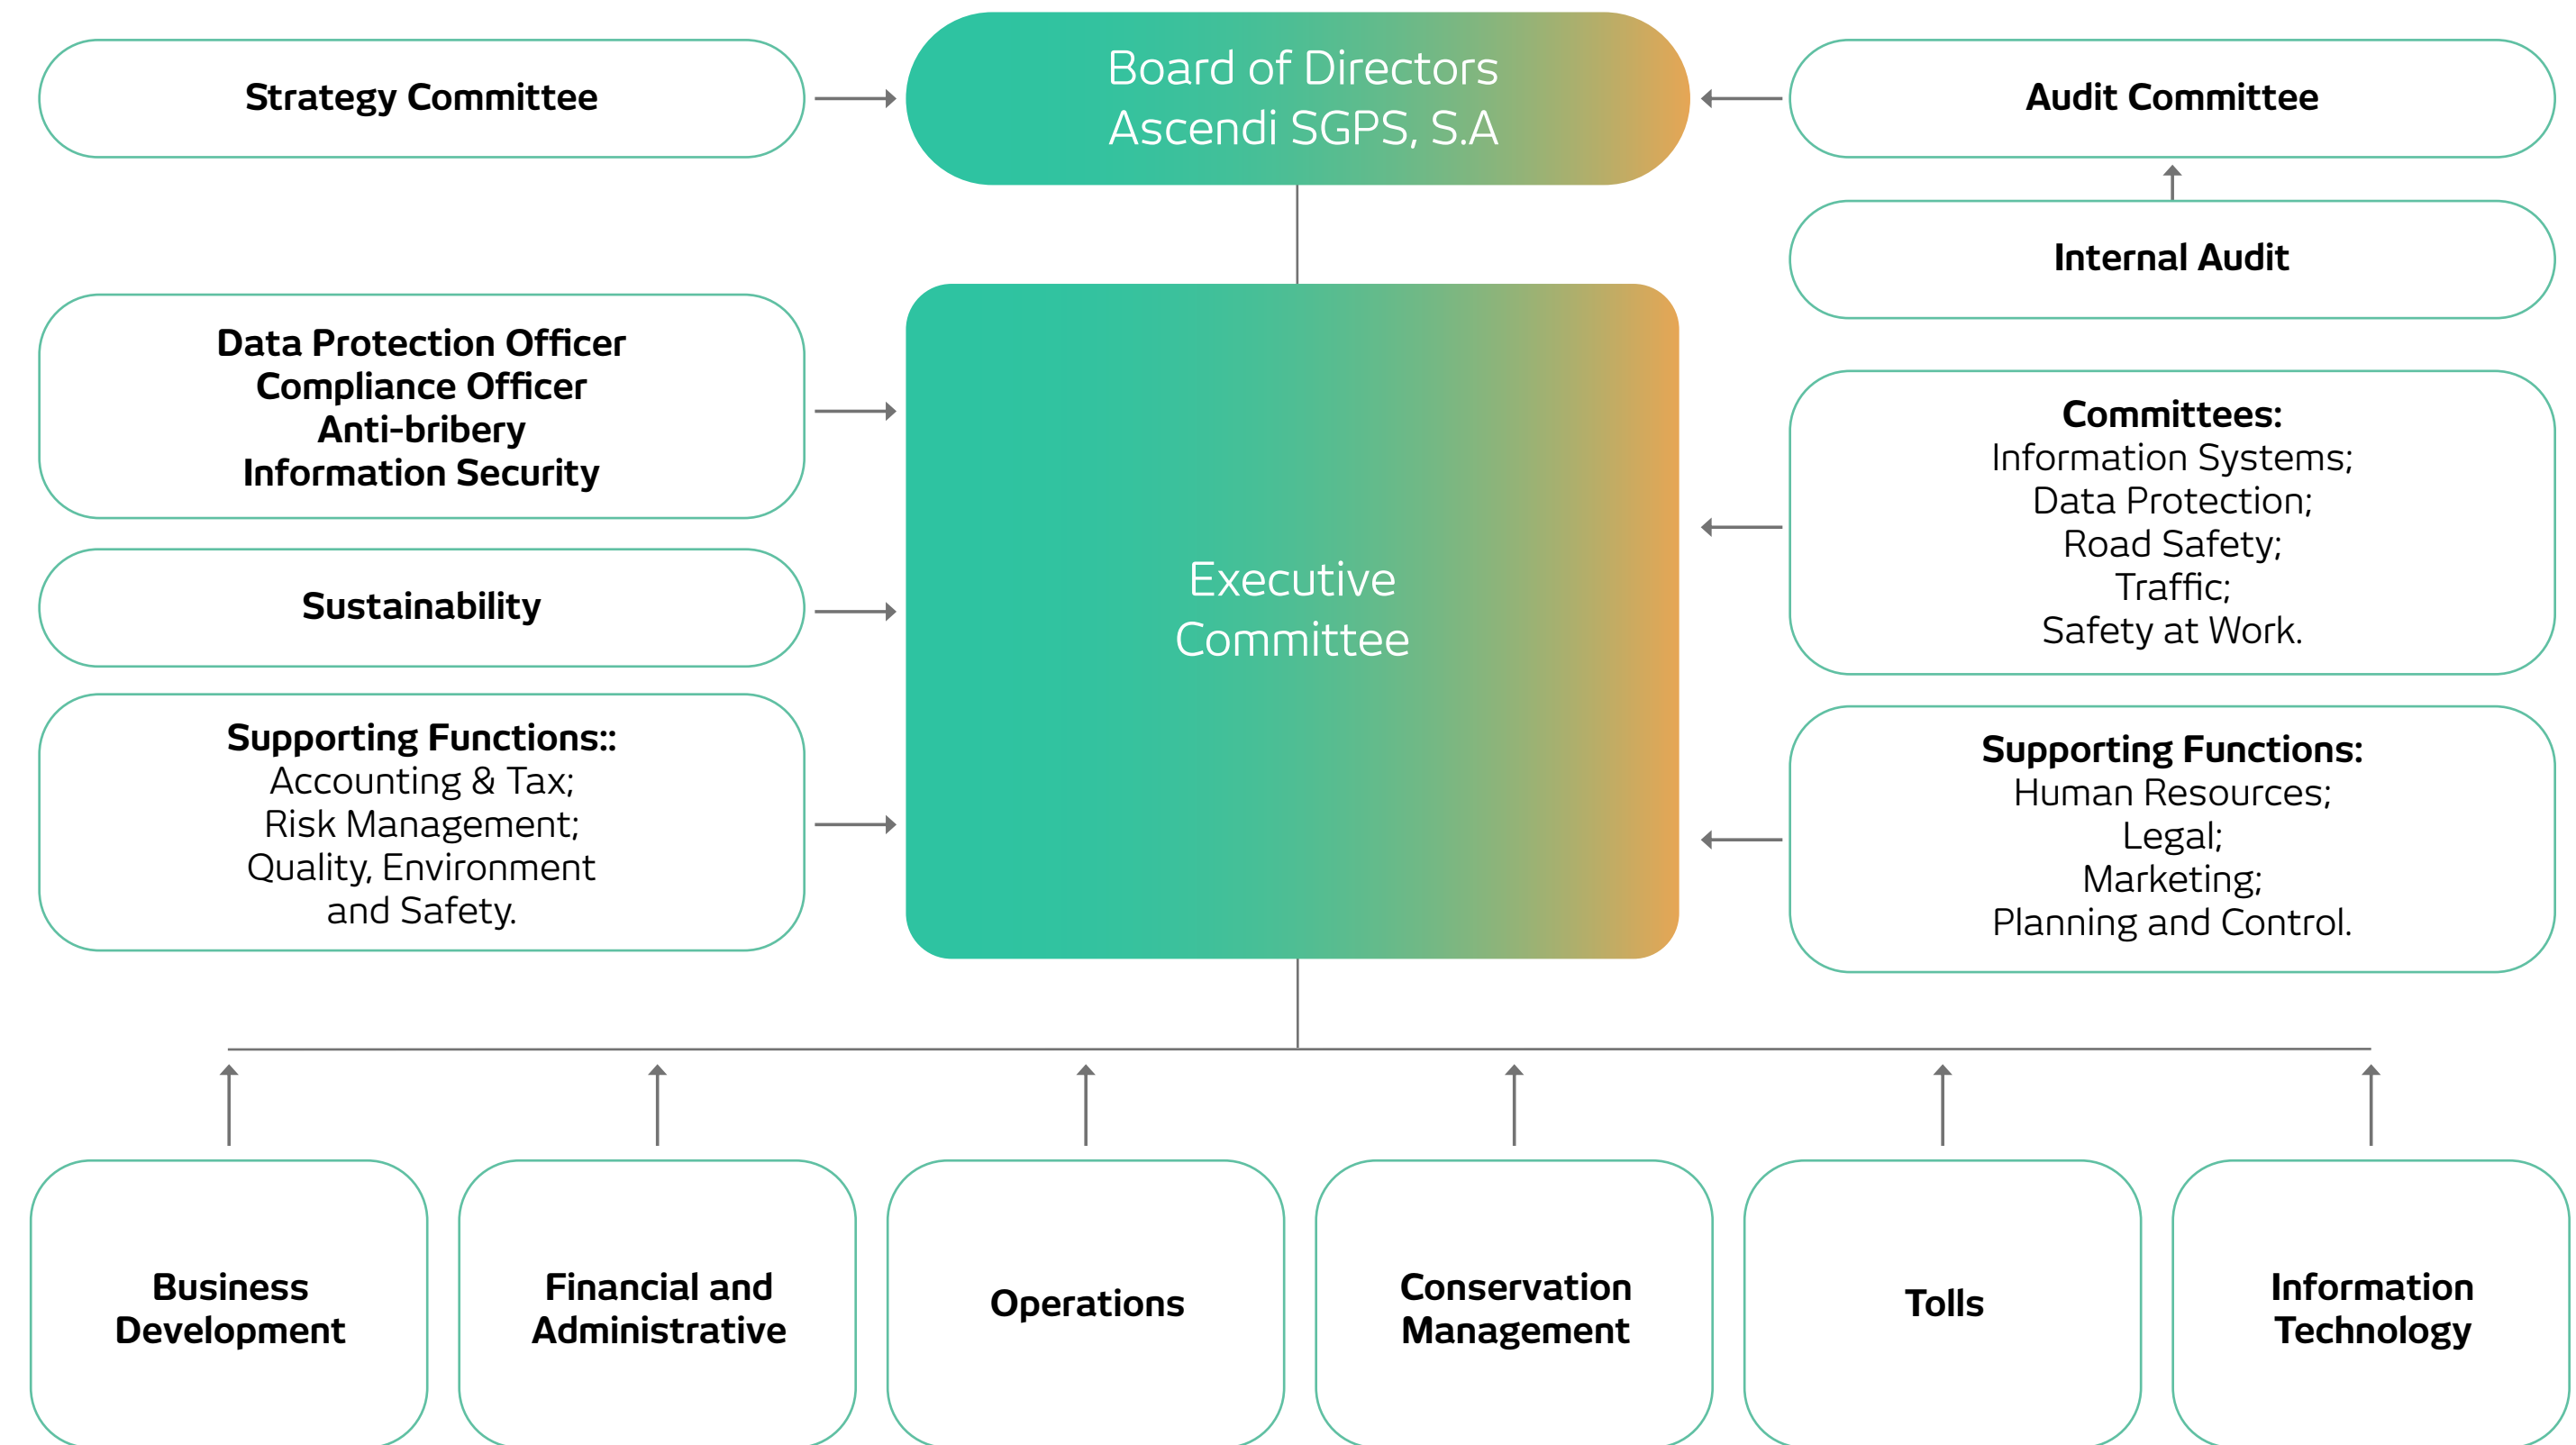 Strategy Committee
Board of Directors
Ascendi SGPS, S.A
Audit Committee
Internal Audit
Data Protection Officer
Compliance Officer
Anti-bribery
Information Security
Sustainability
Supporting Functions::
Accounting & Tax;
Risk Management;
Quality, Environment
and Safety.
Executive
Committee
Committees:
Information Systems;
Data Protection;
Road Safety;
Traffic;
Safety at Work.
Supporting Functions:
Human Resources;
Legal;
Marketing;
Planning and Control.
Business
Development
Financial and
Administrative
Operations
Conservation
Management
Tolls
Information
Technology